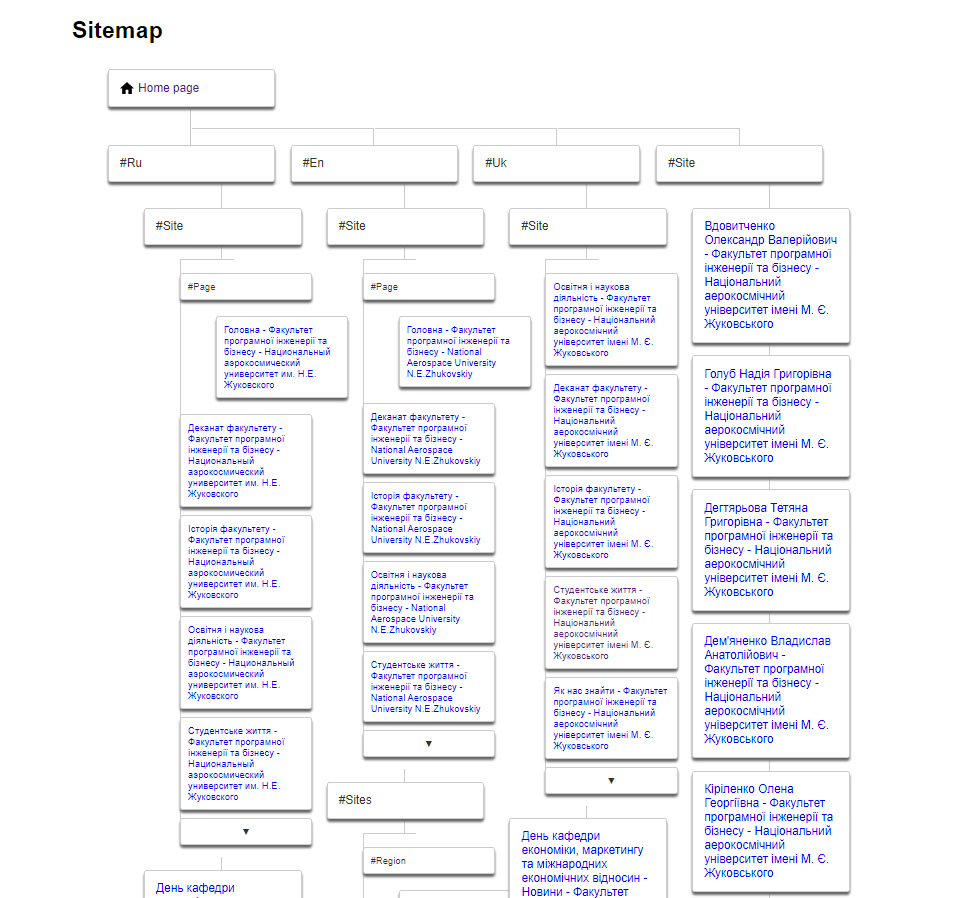 Sitemap
Home page
#Ru
#En
#Uk
#Site
#Site
#Page
Головна - Факультет
програмної інженерії та
бізнесу - Национальный
аэрокосмический
университет им. Н.Е.
Жуковского
Деканат факультету -
Факультет програмної
інженерії та бізнесу -
Национальный
аэрокосмический
университет им. Н.Е.
Жуковского
Історія факультету -
Факультет програмної
інженерії та бізнесу -
Национальный
аэрокосмический
университет им. Н.Е.
Жуковского
Освітня і наукова
діяльність - Факультет
програмної інженерії та
бізнесу - Национальный
аэрокосмический
университет им. Н.Е.
Жуковского
Студентське життя -
Факультет програмної
інженерії та бізнесу -
Национальный
аэрокосмический
университет им. Н.Е.
Жуковского
▼
День кафедри
#Site
#Page
Головна - Факультет
програмної інженерії та
бізнесу - National
Aerospace University
N.E.Zhukovskiy
Деканат факультету -
Факультет програмної
інженерії та бізнесу -
National Aerospace
University N.E.Zhukovskiy
Історія факультету -
Факультет програмної
інженерії та бізнесу -
National Aerospace
University N.E.Zhukovskiy
Освітня і наукова
діяльність - Факультет
програмної інженерії та
бізнесу - National
Aerospace University
N.E.Zhukovskiy
Студентське життя -
Факультет програмної
інженерії та бізнесу -
National Aerospace
University N.E.Zhukovskiy
▼
#Sites
#Region
#Site
Освітня і наукова
діяльність - Факультет
програмної інженерії та
бізнесу - Національний
аерокосмічний
університет імені М. Є.
Жуковського
Деканат факультету -
Факультет програмної
інженерії та бізнесу -
Національний
аерокосмічний
університет імені М. Є.
Жуковського
Історія факультету -
Факультет програмної
інженерії та бізнесу -
Національний
аерокосмічний
університет імені М. Є.
Жуковського
Студентське життя -
Факультет програмної
інженерії та бізнесу -
Національний
аерокосмічний
університет імені М. Є.
Жуковського
Як нас знайти - Факультет
програмної інженерії та
бізнесу - Національний
аерокосмічний
університет імені М. Є.
Жуковського
▼
День кафедри
економіки, маркетингу
та міжнародних
економічних відносин -
Новини - Факультет
Вдовитченко
Олександр Валерійович
- Факультет програмної
інженерії та бізнесу -
Національний
аерокосмічний
університет імені М. Є.
Жуковського
Голуб Надія Григорівна
- Факультет програмної
інженерії та бізнесу -
Національний
аерокосмічний
університет імені М. Є.
Жуковського
Дегтярьова Тетяна
Григорівна - Факультет
програмної інженерії та
бізнесу - Національний
аерокосмічний
університет імені М. Є.
Жуковського
Дем'яненко Владислав
Анатолійович -
Факультет програмної
інженерії та бізнесу -
Національний
аерокосмічний
університет імені М. Є.
Жуковського
Кіріленко Олена
Георгіївна - Факультет
програмної інженерії та
бізнесу - Національний
аерокосмічний
університет імені М. Є.
Жуковського